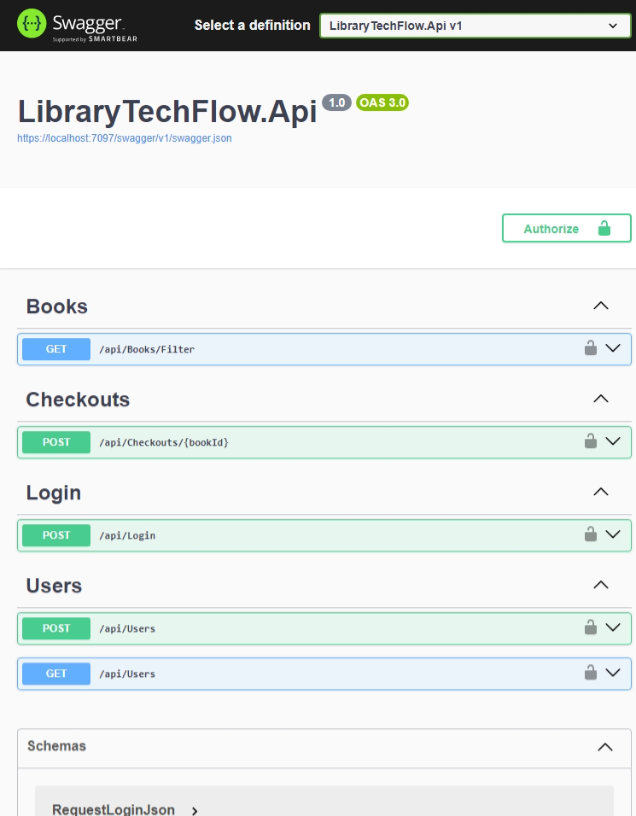 Swagger
Supported by SMARTBEAR
Select a definition
LibraryTechFlow.Api v1
LibraryTechFlow.Api 1.0 OAS 3.0
https://localhost:7097/swagger/v1/swagger.json
Authorize
Books
GET /api/Books/Filter
Checkouts
POST /api/Checkouts/{bookId}
Login
POST /api/Login
Users
POST /api/Users
GET /api/Users
Schemas
RequestLoginJson